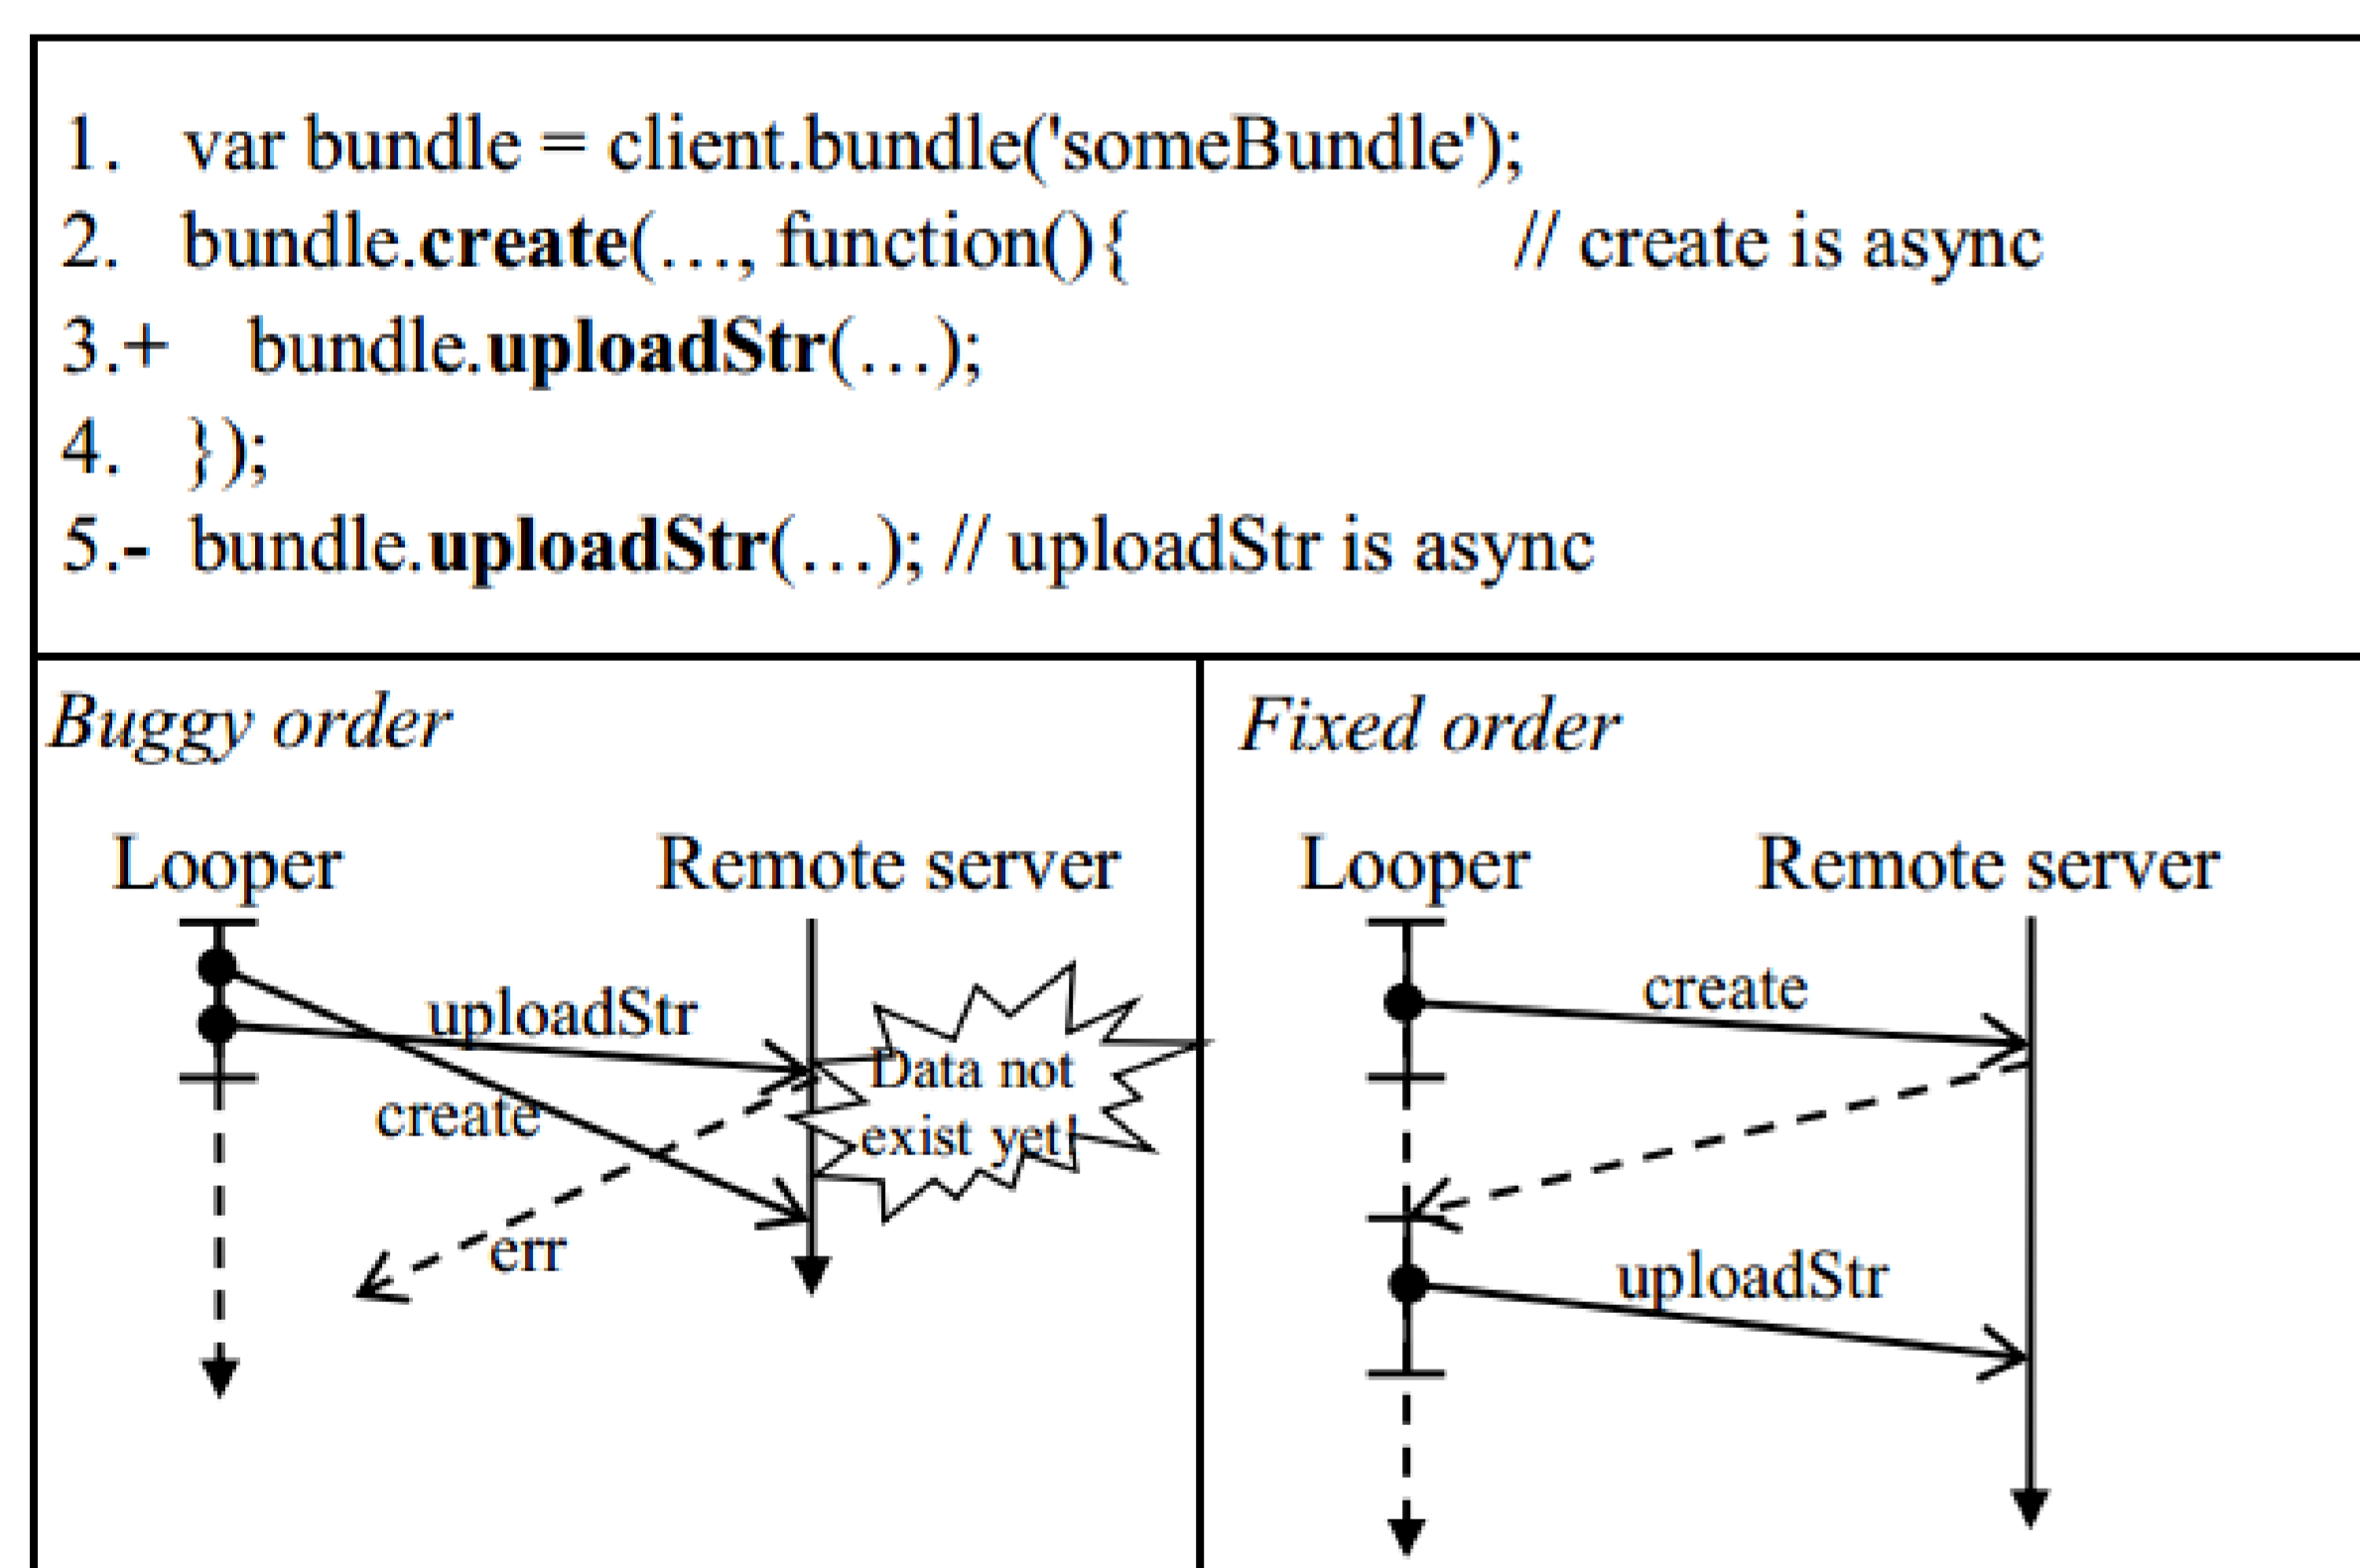 1. var bundle = client.bundle('someBundle');
2. bundle.create(…, function(){ // create is async
3.+ bundle.uploadStr(…);
4. });
5.- bundle.uploadStr(…); // uploadStr is async
Buggy order
Looper Remote server
uploadStr
Data not
exist yet!
create
err
Fixed order
Looper Remote server
create
uploadStr